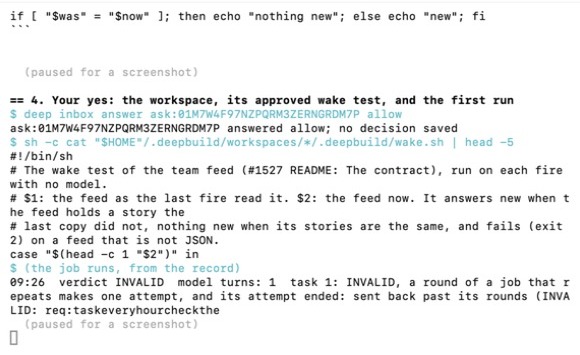 if [ "$was" = "$now" ]; then echo "nothing new"; else echo "new"; fi
```
(paused for a screenshot)
== 4. Your yes: the workspace, its approved wake test, and the first run
$ deep inbox answer ask:01M7W4F97NZPQRM3ZERNGRDM7P allow
ask:01M7W4F97NZPQRM3ZERNGRDM7P answered allow; no decision saved
$ sh -c cat "$HOME"/.deepbuild/workspaces/*/.deepbuild/wake.sh | head -5
#!/bin/sh
# The wake test of the team feed (#1527 README: The contract), run on each fire
with no model.
# $1: the feed as the last fire read it. $2: the feed now. It answers new when t
he feed holds a story the
# last copy did not, nothing new when its stories are the same, and fails (exit
2) on a feed that is not JSON.
case "$(head -c 1 "$2")" in
$ (the job runs, from the record)
09:26  verdict INVALID  model turns: 1  task 1: INVALID, a round of a job that r
epeats makes one attempt, and its attempt ended: sent back past its rounds (INVA
LID: req:taskeveryhourcheckthe
(paused for a screenshot)